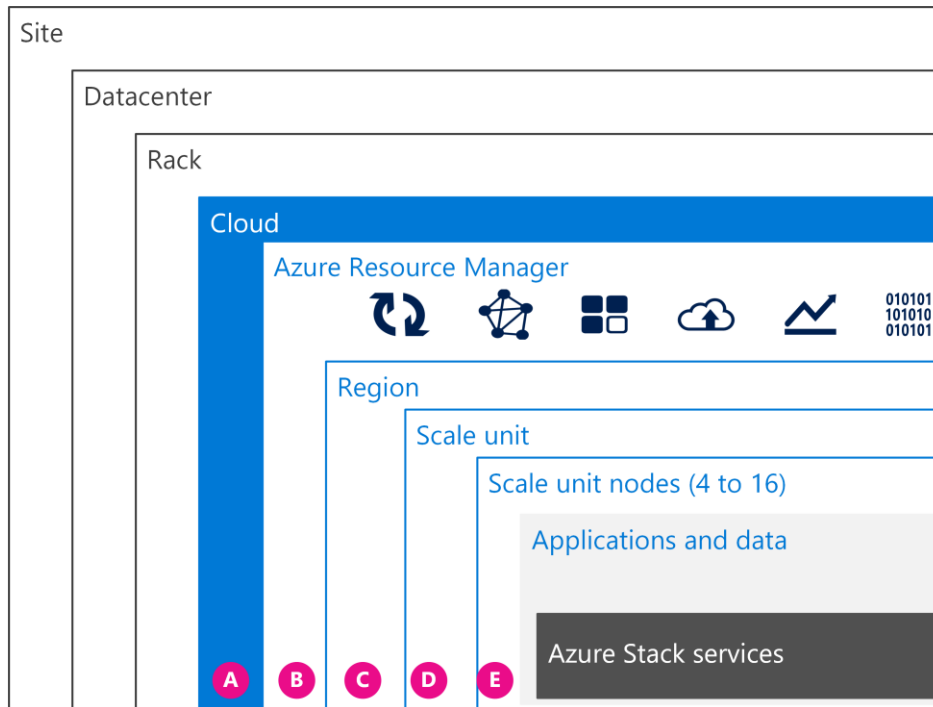 Site
Datacenter
Rack
Cloud
Azure Resource Manager
010101
101010
010101
Region
Scale unit
Scale unit nodes (4 to 16)
Applications and data
Azure Stack services
A B C D E